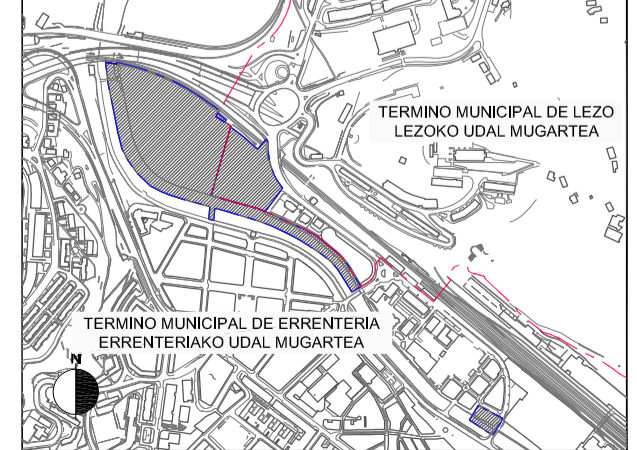 TERMINO MUNICIPAL DE LEZO
LEZOKO UDAL MUGARTEA
TERMINO MUNICIPAL DE ERRENTERIA
ERRENTERIAKO UDAL MUGARTEA
N